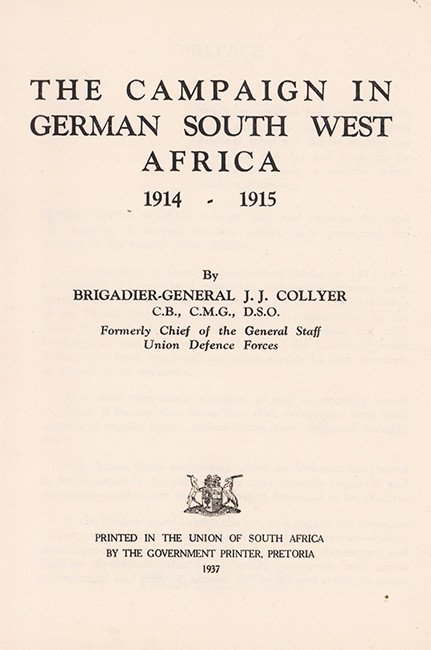 THE CAMPAIGN IN
GERMAN SOUTH WEST
AFRICA
1914 - 1915
By
BRIGADIER-GENERAL J. J. COLLYER
C.B., C.M.G., D.S.O.
Formerly Chief of the General Staff
Union Defence Forces
PRINTED IN THE UNION OF SOUTH AFRICA
BY THE GOVERNMENT PRINTER, PRETORIA
1937